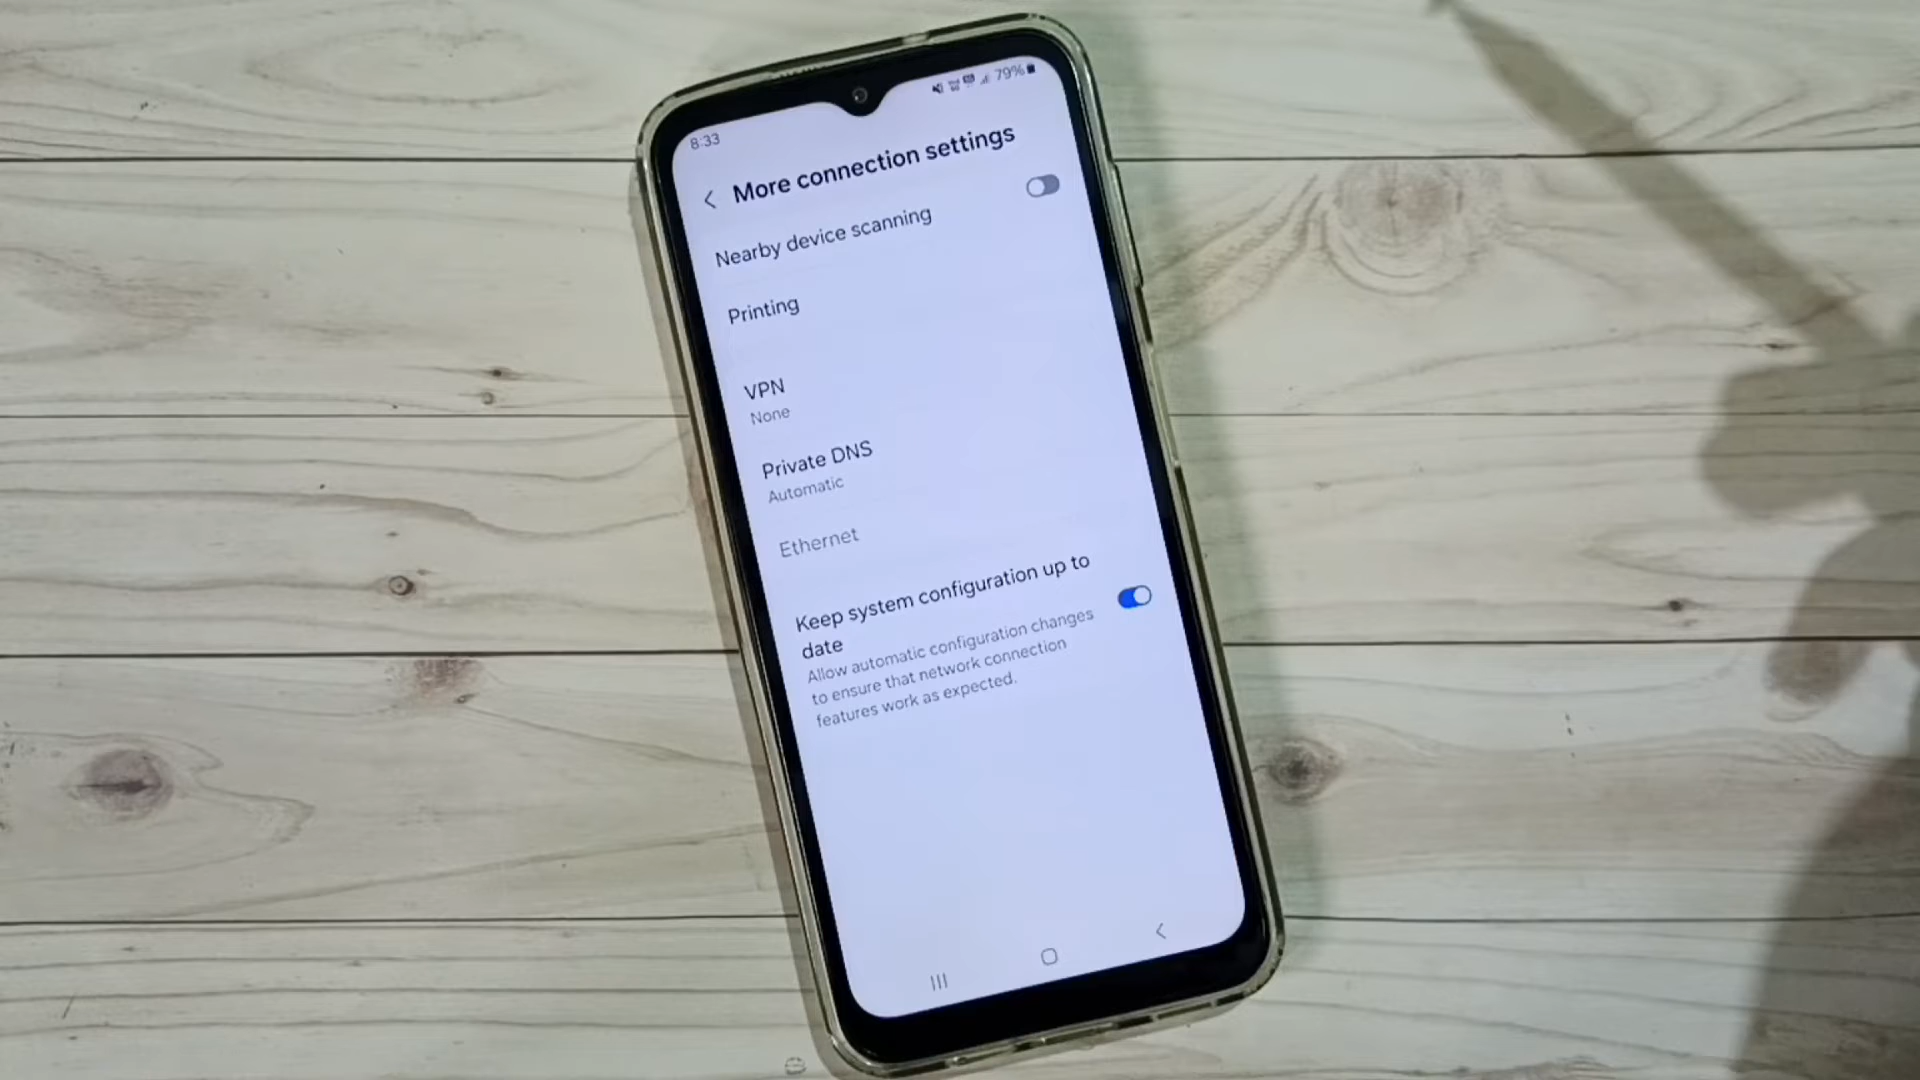 8:33
79%
More connection settings
Nearby device scanning
Printing
VPN
None
Private DNS
Automatic
Ethernet
Keep system configuration up to
date
Allow automatic configuration changes
to ensure that network connection
features work as expected.